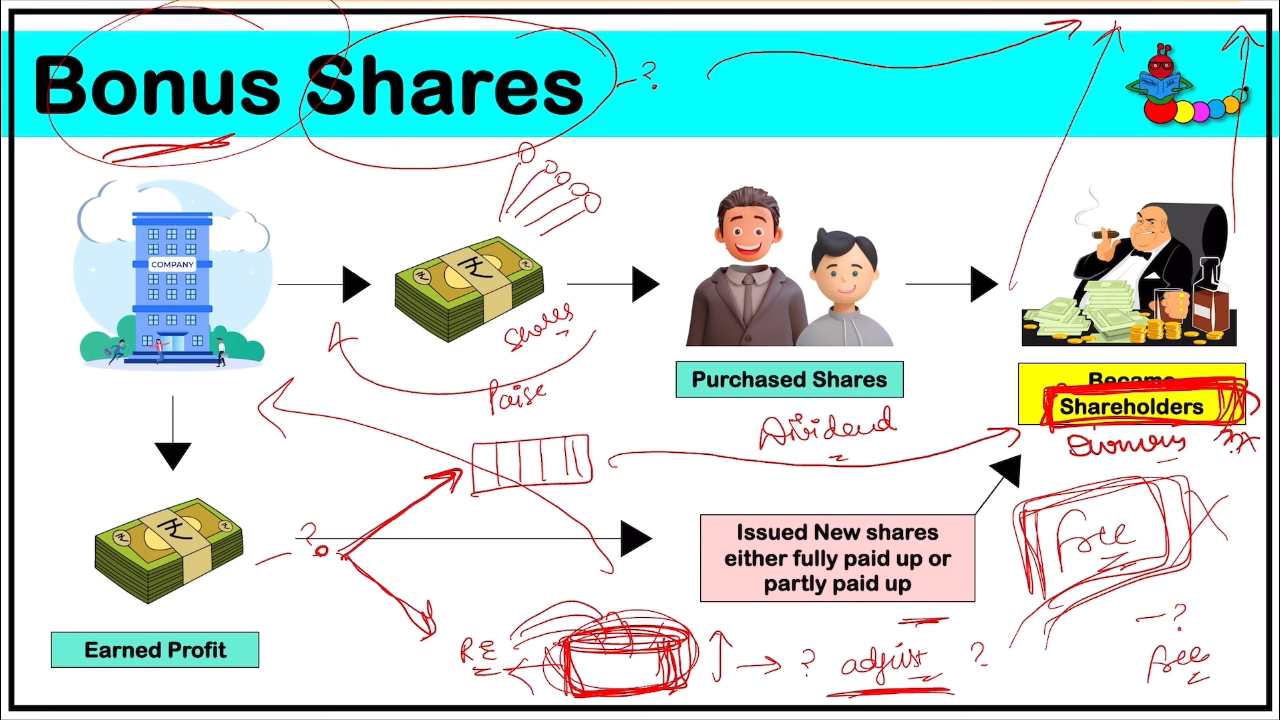 Bonus Shares
?
COMPANY
₹
₹
₹
Shares
Raise
Purchased Shares
Became
Shareholders
Dividend
owners
₹
₹
₹
?
Issued New shares
either fully paid up or
partly paid up
free
Earned Profit
RE
?
adjust
?
?
free